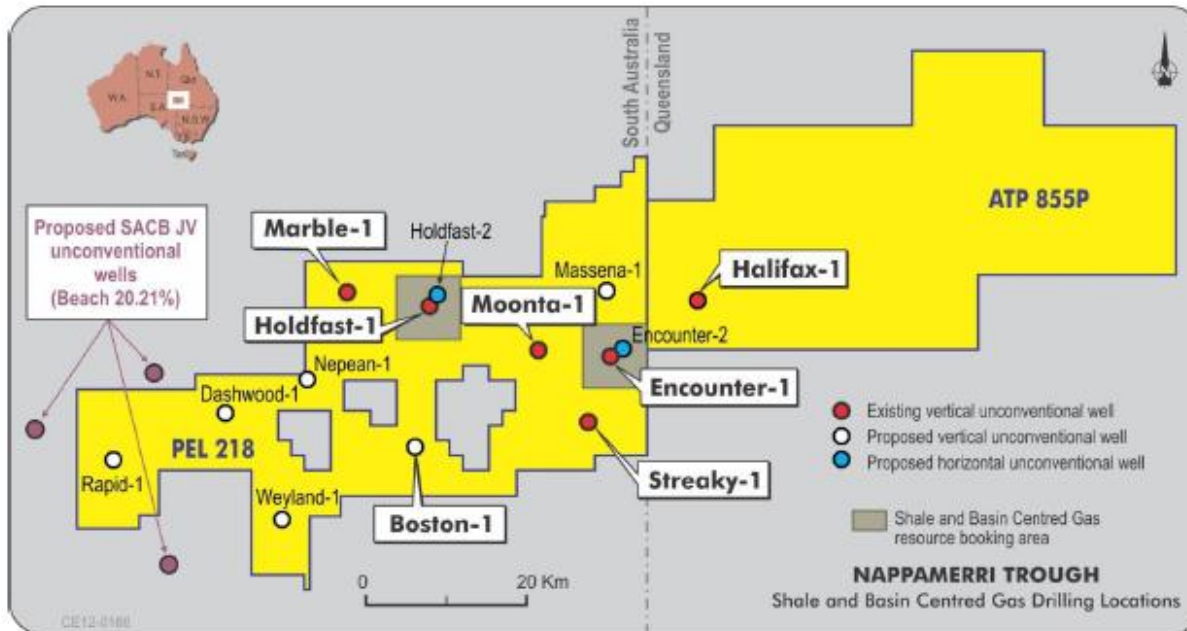 W.A.
N.T.
Qld
S.A.
N.S.W.
Proposed SACB JV
unconventional
wells
(Beach 20.21%)
South Australia
Queensland
N
ATP 855P
Marble-1
Holdfast-2
Massena-1
Halifax-1
Holdfast-1
Moonta-1
Encounter-2
Nepean-1
Encounter-1
Dashwood-1
PEL 218
Rapid-1
Weyland-1
Boston-1
Streaky-1
Existing vertical unconventional well
Proposed vertical unconventional well
Proposed horizontal unconventional well
Shale and Basin Centred Gas
resource booking area
0
20 Km
NAPPAMERRI TROUGH
Shale and Basin Centred Gas Drilling Locations